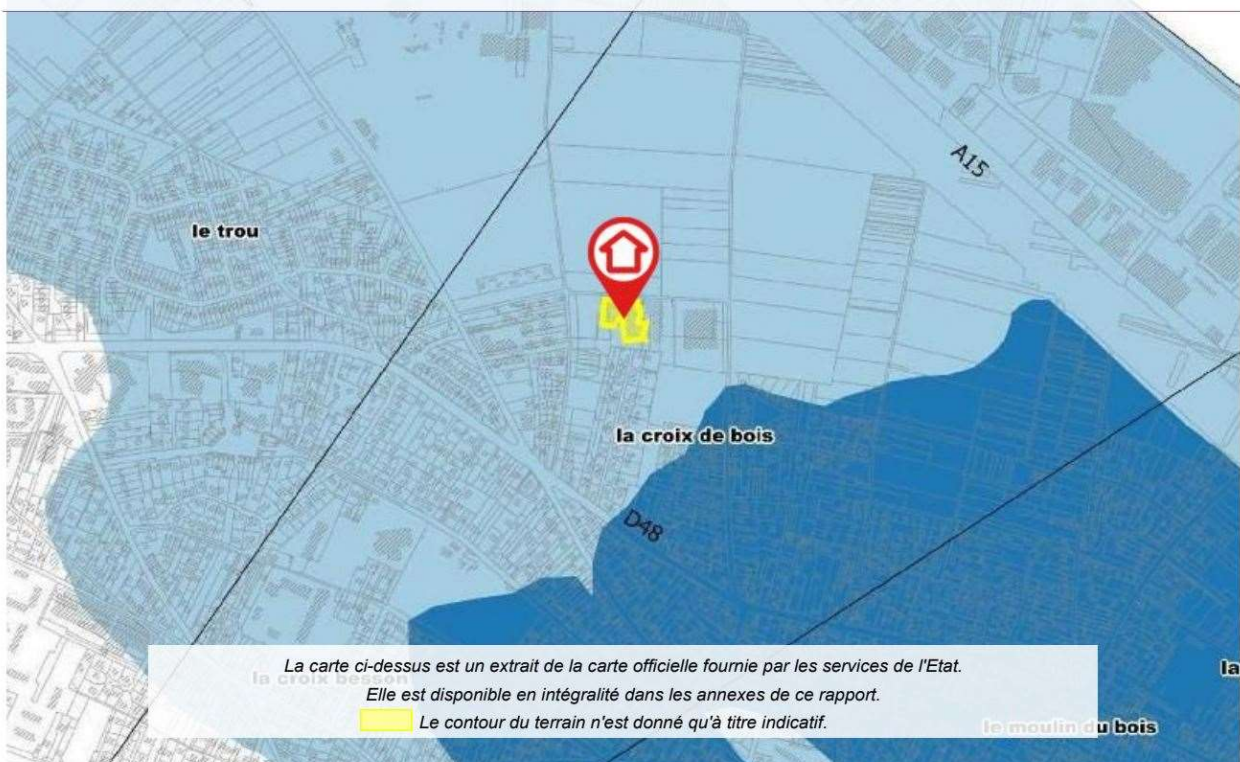 A15
le trou
la croix de bois
D48
La carte ci-dessus est un extrait de la carte officielle fournie par les services de l'Etat.
la
la croix besson
Elle est disponible en intégralité dans les annexes de ce rapport.
Le contour du terrain n'est donné qu'à titre indicatif.
le moulin du bois